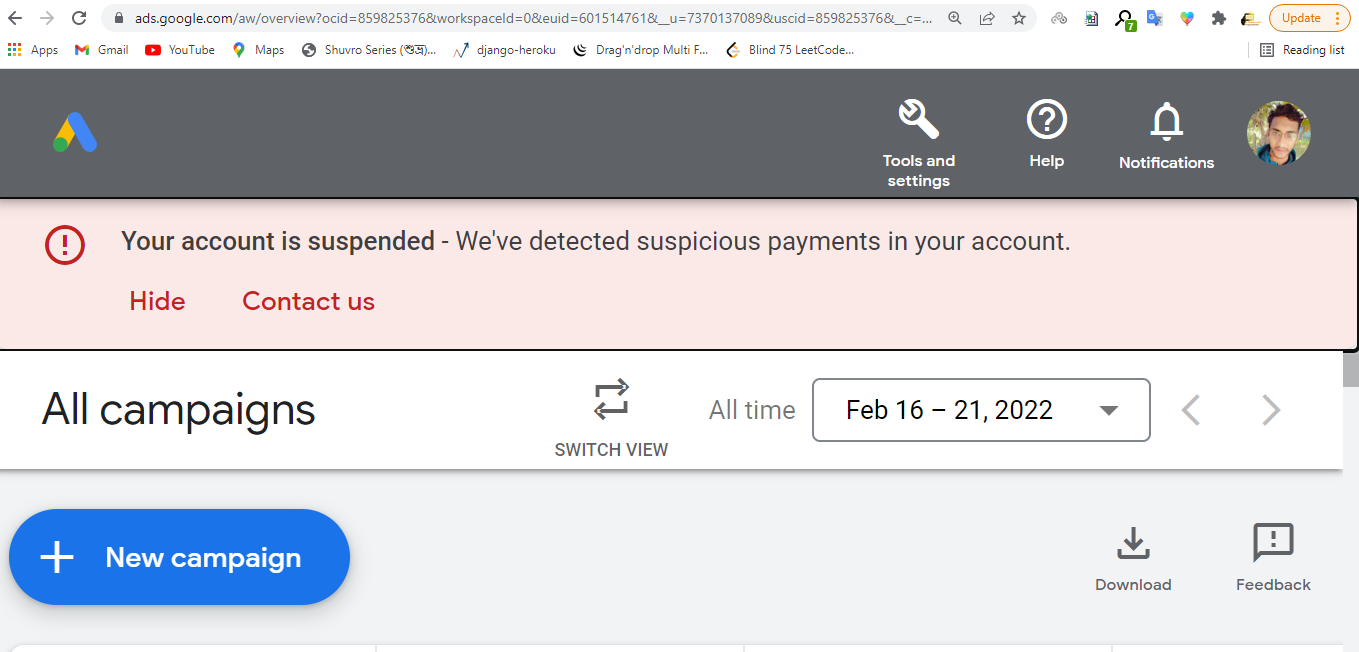 ads.google.com/aw/overview?ocid=859825376&workspaceId=0&euid=601514761&__u=7370137089&uscid=859825376&__c=...
7
Update
Apps
Gmail
YouTube
Maps
Shuvro Series (শুভ্র)...
django-heroku
Drag'n'drop Multi F...
Blind 75 LeetCode...
Reading list
Tools and settings
Help
Notifications
Your account is suspended - We've detected suspicious payments in your account.
Hide
Contact us
All campaigns
SWITCH VIEW
All time
Feb 16 – 21, 2022
New campaign
Download
Feedback